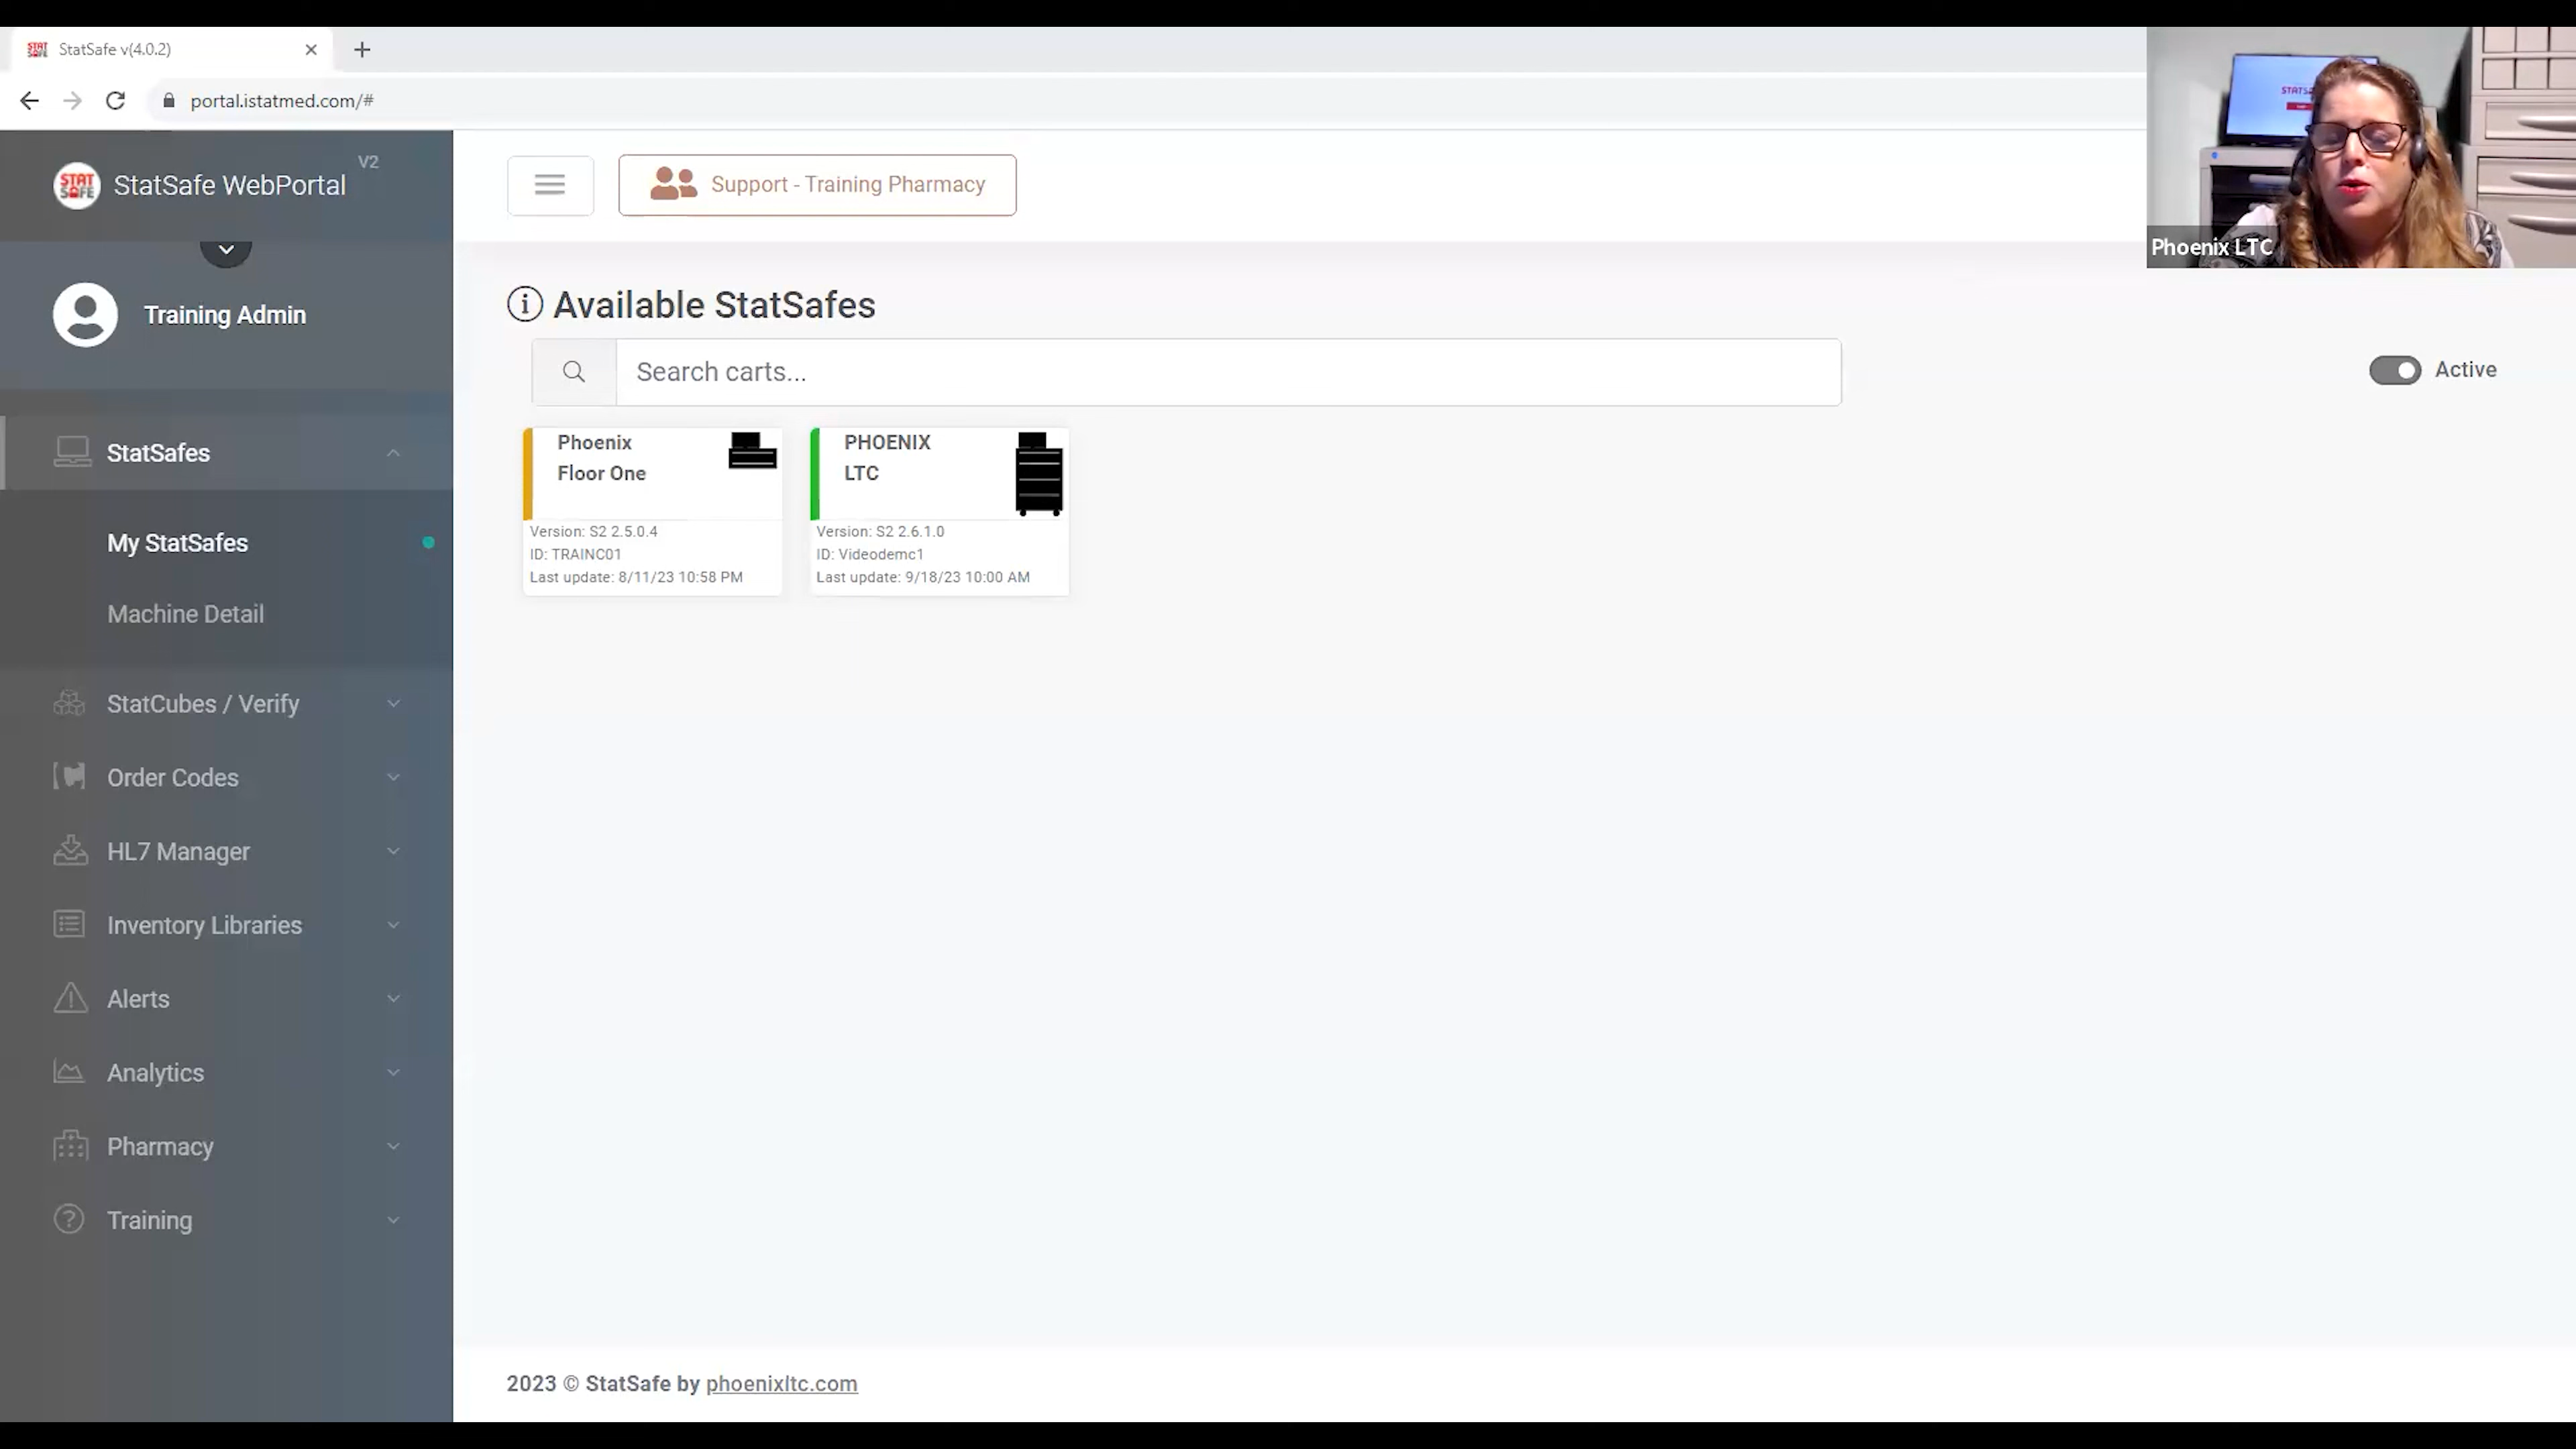 StatSafe v(4.0.2)
portal.istatmed.com/#
STAT SAFE
StatSafe WebPortal V2
Support - Training Pharmacy
Phoenix LTC
Training Admin
Available StatSafes
Search carts...
Active
StatSafes
My StatSafes
Machine Detail
StatCubes / Verify
Order Codes
HL7 Manager
Inventory Libraries
Alerts
Analytics
Pharmacy
Training
Phoenix
Floor One
Version: S2 2.5.0.4
ID: TRAINC01
Last update: 8/11/23 10:58 PM
PHOENIX
LTC
Version: S2 2.6.1.0
ID: Videodemc1
Last update: 9/18/23 10:00 AM
2023 © StatSafe by phoenixltc.com